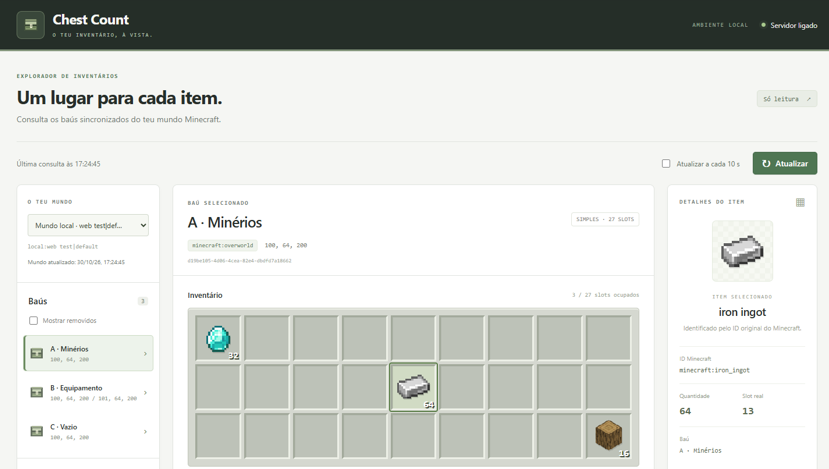 Chest Count
O TEU INVENTÁRIO, À VISTA.
AMBIENTE LOCAL
Servidor ligado
EXPLORADOR DE INVENTÁRIOS
Um lugar para cada item.
Consulta os baús sincronizados do teu mundo Minecraft.
Só leitura ↗
Última consulta às 17:24:45
Atualizar a cada 10 s
↻ Atualizar
O TEU MUNDO
Mundo local · web test|def...
local:web test|default
Mundo atualizado: 30/10/28, 17:24:45
Baús
3
Mostrar removidos
A · Minérios
100, 64, 200
B · Equipamento
100, 64, 200 / 101, 64, 200
C · Vazio
100, 64, 200
BAÚ SELECIONADO
A · Minérios
SIMPLES · 27 SLOTS
minecraft:overworld
100, 64, 200
Inventário
3 / 27 slots ocupados
32
64
16
DETALHES DO ITEM
ITEM SELECIONADO
iron ingot
Identificado pelo ID original do Minecraft.
ID Minecraft
minecraft:iron_ingot
Quantidade
Slot real
64
13
Baú
A · Minérios